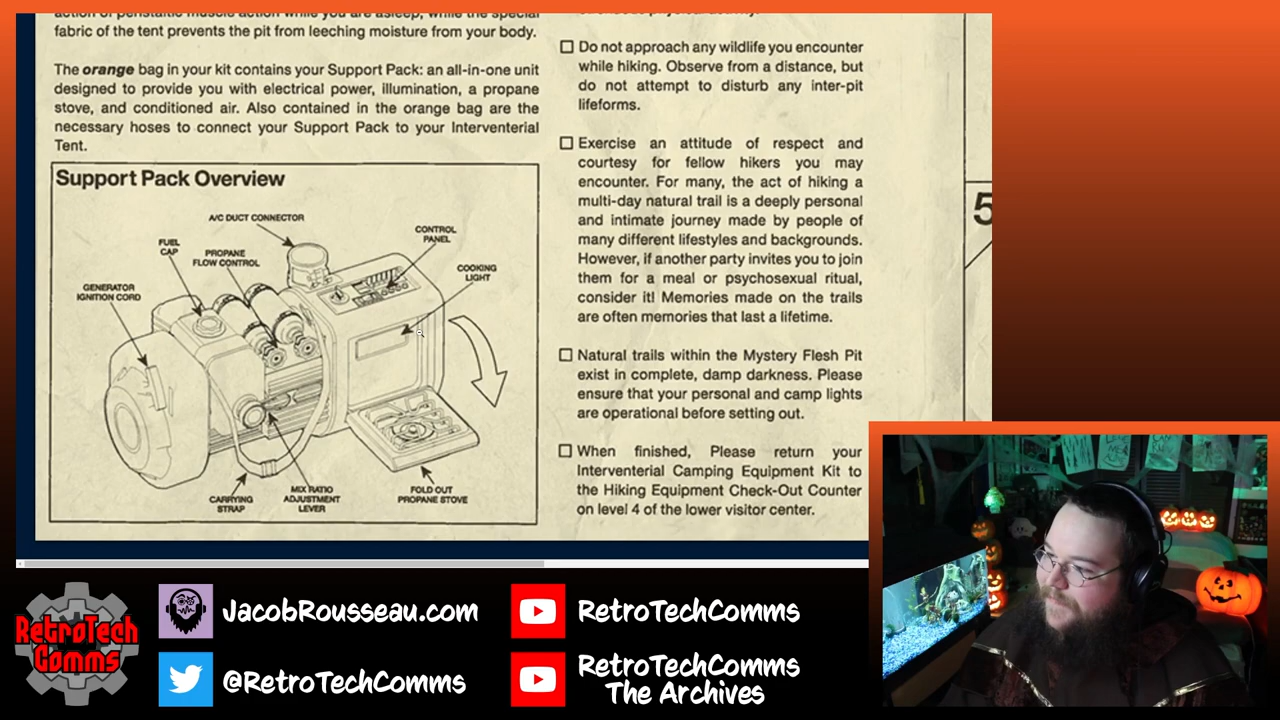 action of peristaltic muscle action while you are asleep, while the special
fabric of the tent prevents the pit from leeching moisture from your body.
The orange bag in your kit contains your Support Pack: an all-in-one unit
designed to provide you with electrical power, illumination, a propane
stove, and conditioned air. Also contained in the orange bag are the
necessary hoses to connect your Support Pack to your Interventerial
Tent.
Support Pack Overview
A/C DUCT CONNECTOR
CONTROL
PANEL
FUEL
CAP
PROPANE
FLOW CONTROL
COOKING
LIGHT
GENERATOR
IGNITION CORD
CARRYING
STRAP
MIX RATIO
ADJUSTMENT
LEVER
FOLD OUT
PROPANE STOVE
Do not approach any wildlife you encounter
while hiking. Observe from a distance, but
do not attempt to disturb any inter-pit
lifeforms.
Exercise an attitude of respect and
courtesy for fellow hikers you may
encounter. For many, the act of hiking a
multi-day natural trail is a deeply personal
and intimate journey made by people of
many different lifestyles and backgrounds.
However, if another party invites you to join
them for a meal or psychosexual ritual,
consider it! Memories made on the trails
are often memories that last a lifetime.
Natural trails within the Mystery Flesh Pit
exist in complete, damp darkness. Please
ensure that your personal and camp lights
are operational before setting out.
When finished, Please return your
Interventerial Camping Equipment Kit to
the Hiking Equipment Check-Out Counter
on level 4 of the lower visitor center.
5
RetroTech
Comms
JacobRousseau.com
@RetroTechComms
RetroTechComms
RetroTechComms
The Archives